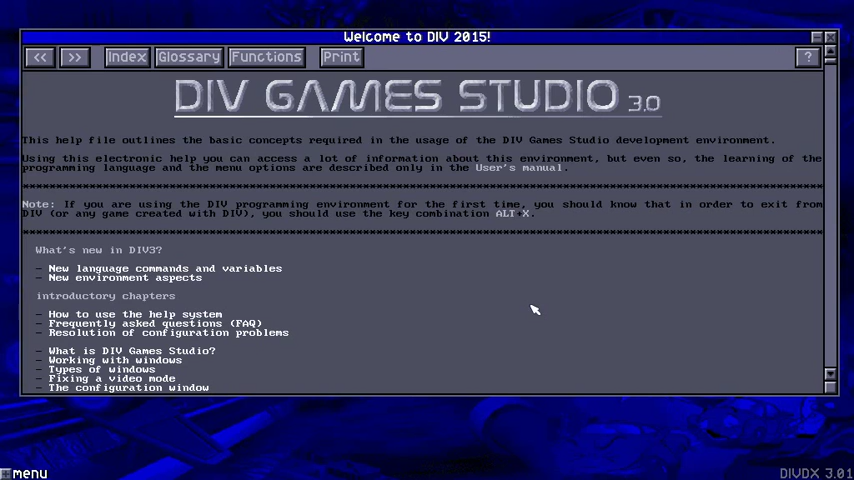 Welcome to DIV 2015!
<< >> Index Glossary Functions Print ?
DIV GAMES STUDIO 3.0
This help file outlines the basic concepts required in the usage of the DIV Games Studio development environment.
Using this electronic help you can access a lot of information about this environment, but even so, the learning of the
programming language and the menu options are described only in the User's manual.
***********************************************************************************************************************
Note: If you are using the DIV programming environment for the first time, you should know that in order to exit from
DIV (or any game created with DIV), you should use the key combination ALT+X.
***********************************************************************************************************************
What's new in DIV3?
- New language commands and variables
- New environment aspects
introductory chapters
- How to use the help system
- Frequently asked questions (FAQ)
- Resolution of configuration problems
- What is DIV Games Studio?
- Working with windows
- Types of windows
- Fixing a video mode
- The configuration window
menu
DIVDX 3.01